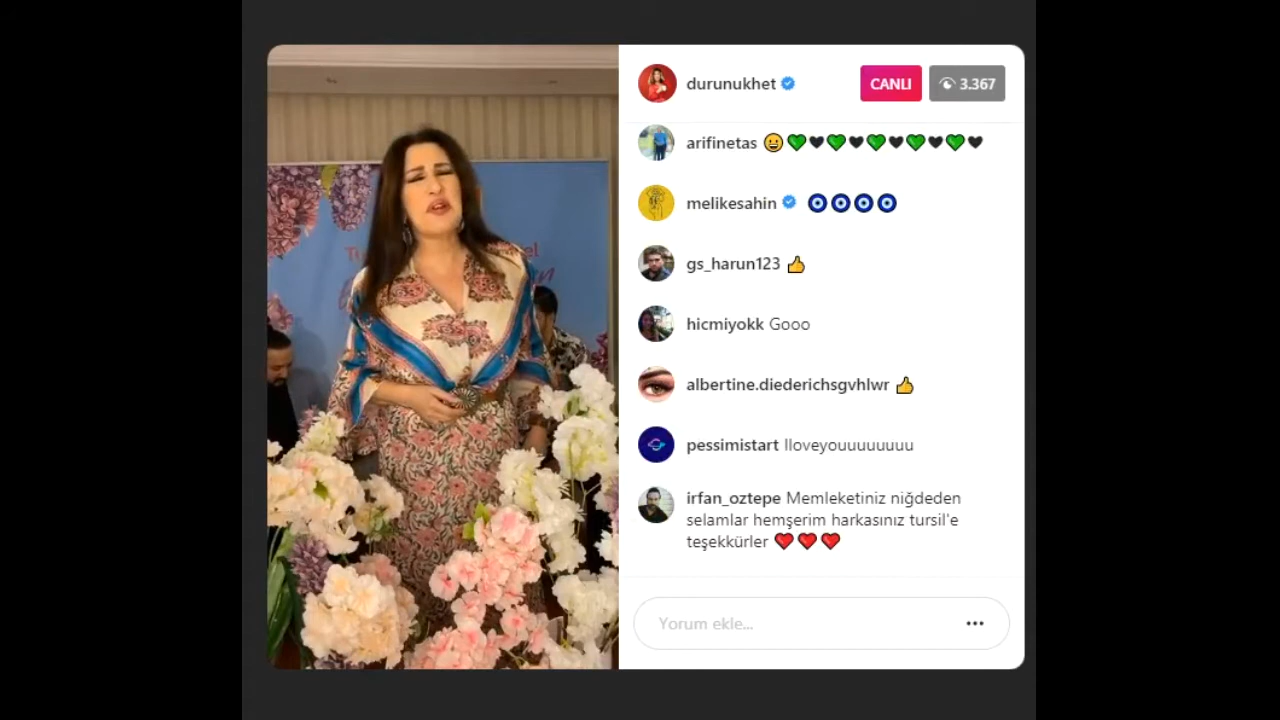 durunukhet
CANLI
3.367
arifinetas
melikesahin
gs_harun123
hicmiyokk Gooo
albertine.diederichsgvhlwr
pessimistart Iloveyouuuuuuuu
irfan_oztepe Memleketiniz niğdeden
selamlar hemşerim harkasınız tursil'e
teşekkürler
Yorum ekle...